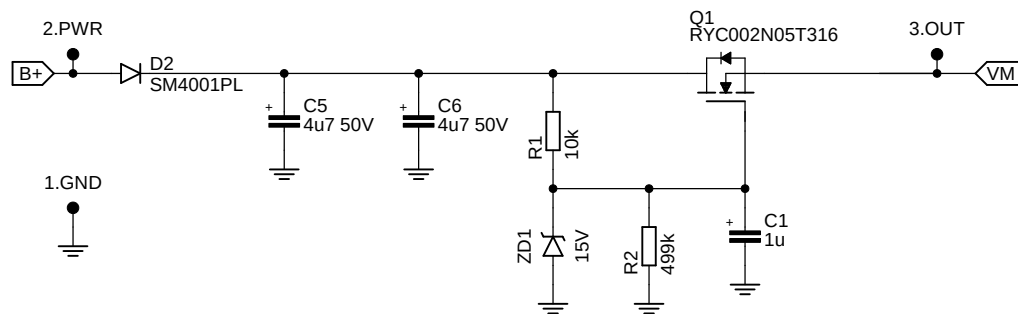 Q1
RYC002N05T316
2.PWR
3.OUT
B+
D2
SM4001PL
VM
+
C5
4u7 50V
+
C6
4u7 50V
R1
10k
1.GND
ZD1
15V
R2
499k
+
C1
1u